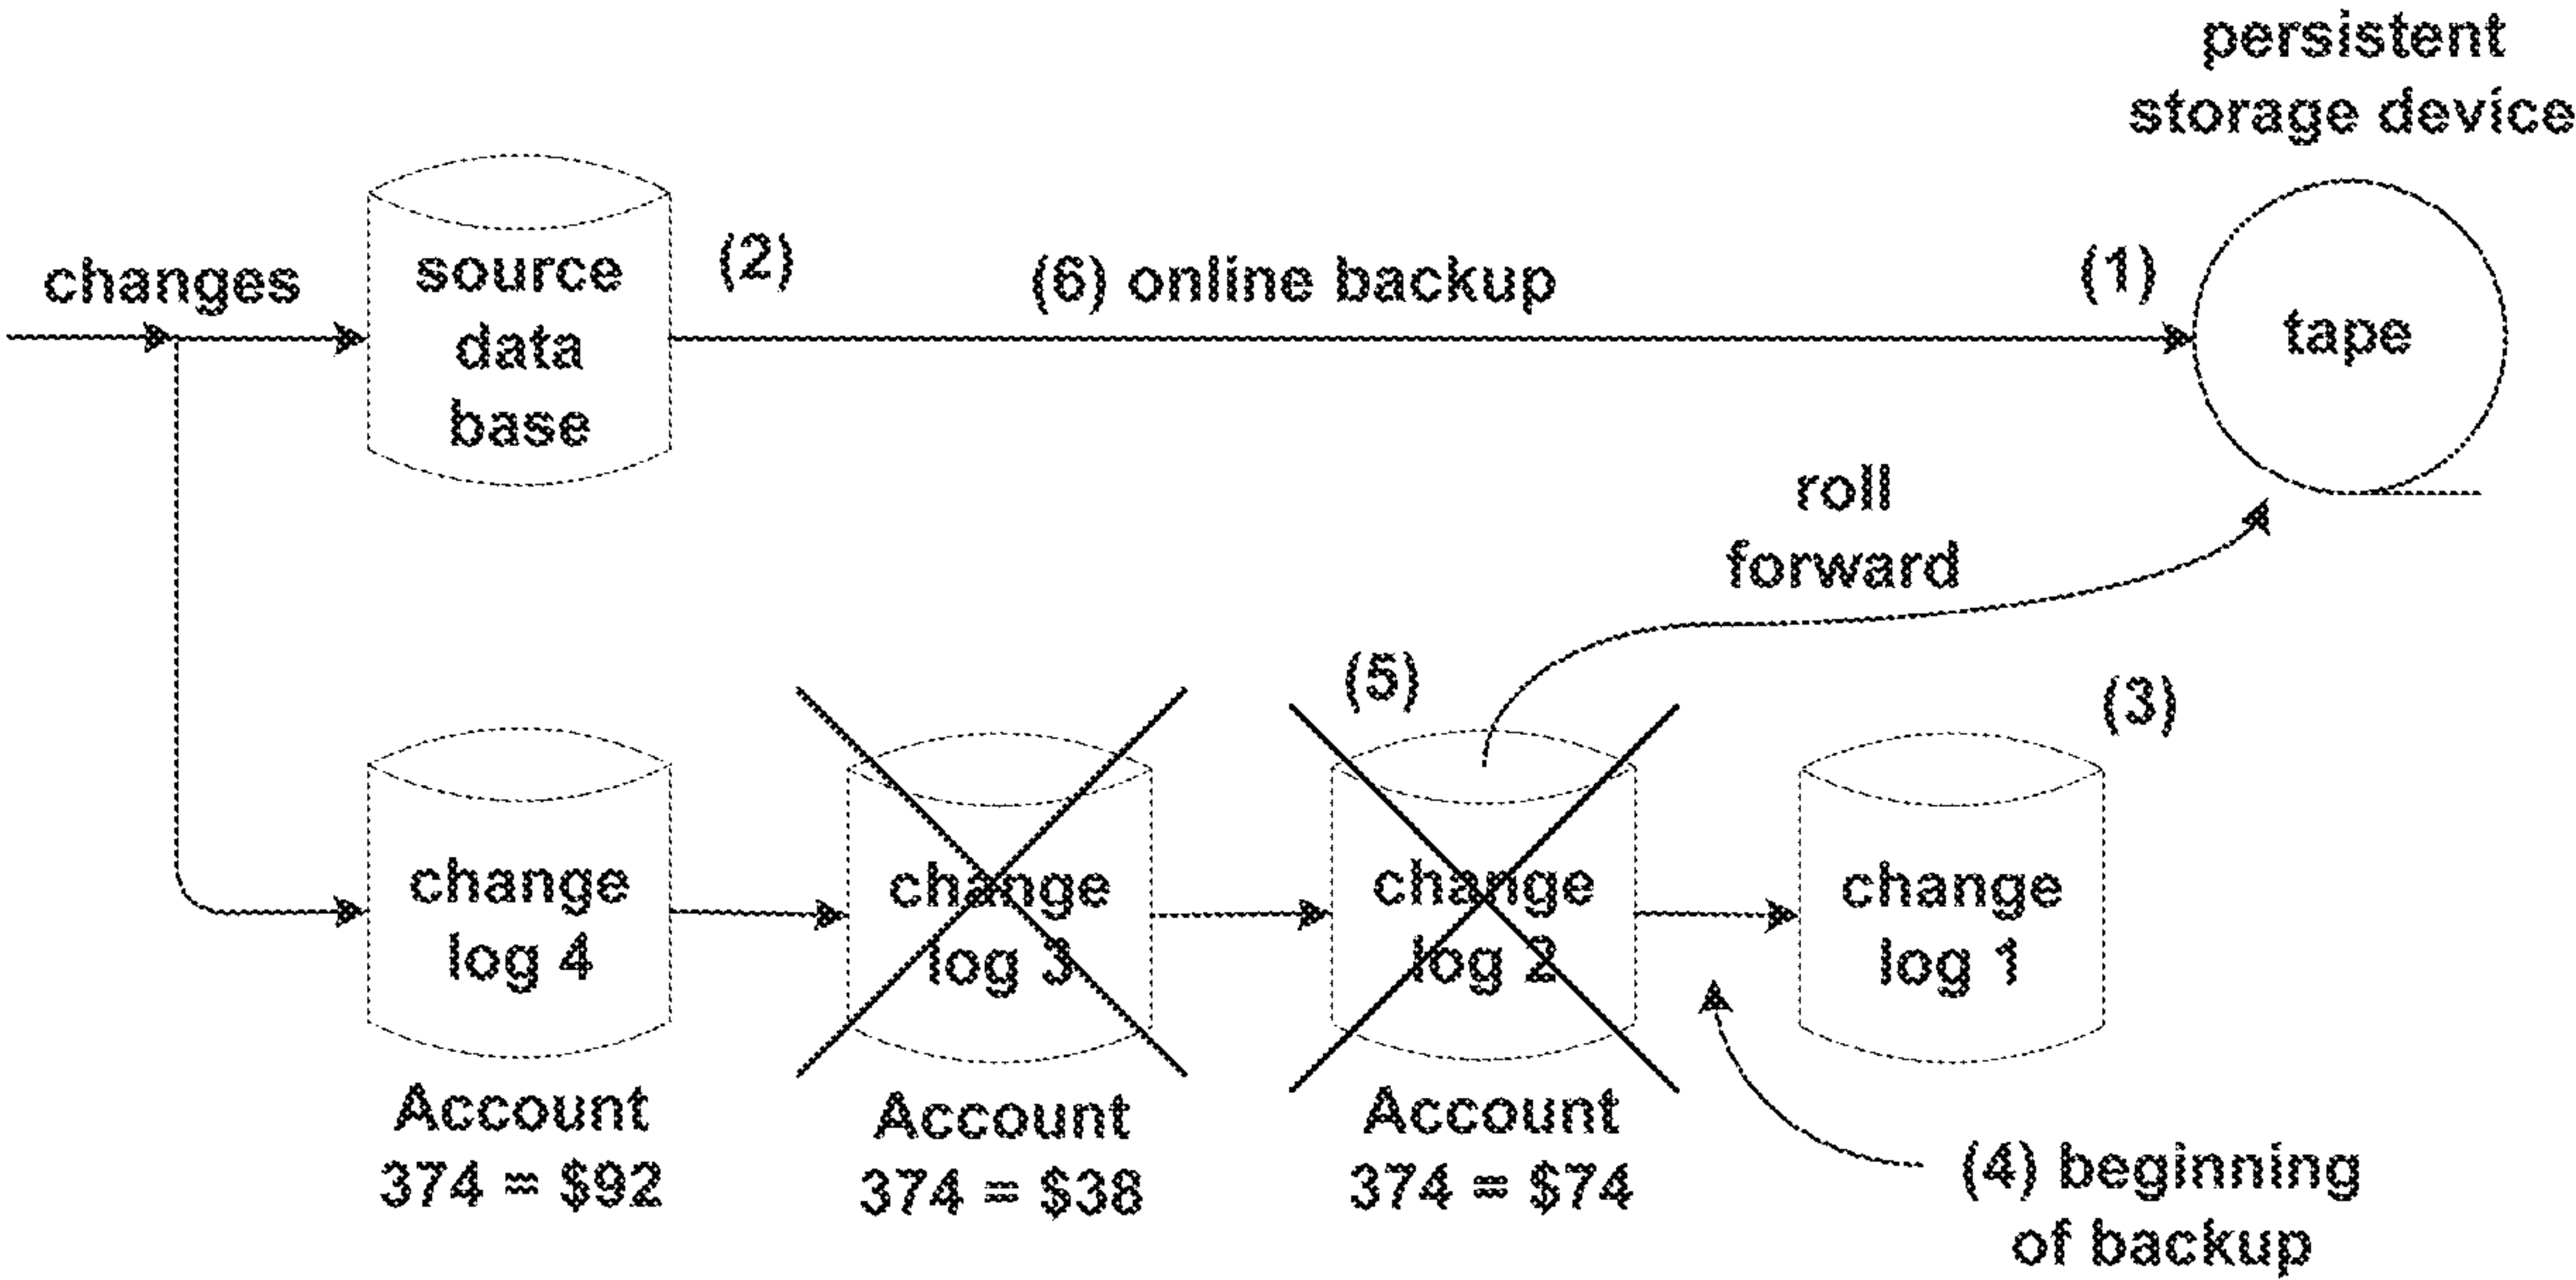 persistent
storage device
changes
source
data
base
(2)
(6) online backup
(1)
tape
roll
forward
(5)
(3)
change
log 4
change
log 3
change
log 2
change
log 1
Account
374 = $92
Account
374 = $38
Account
374 = $74
(4) beginning
of backup